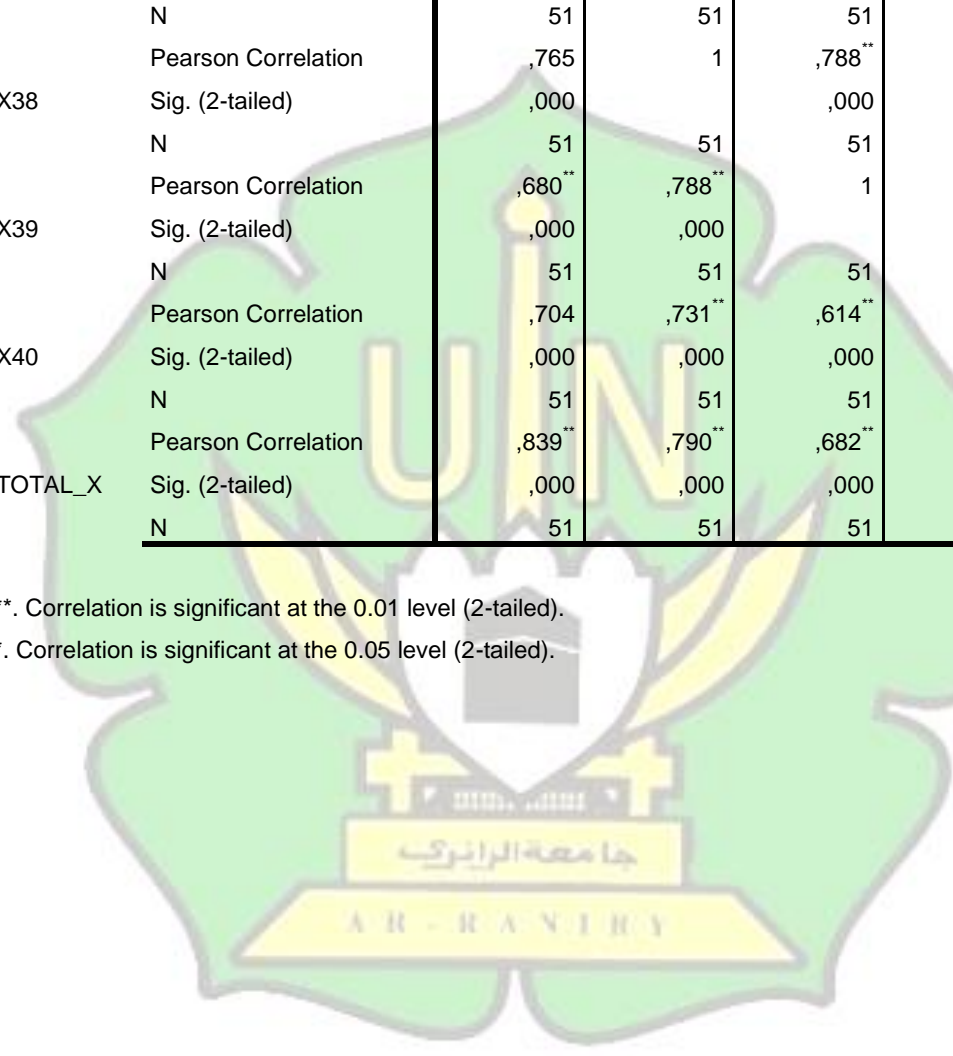 N 51 51 51
Pearson Correlation ,765 1 ,788**
X38 Sig. (2-tailed) ,000 ,000
N 51 51 51
Pearson Correlation ,680** ,788** 1
X39 Sig. (2-tailed) ,000 ,000
N 51 51 51
Pearson Correlation ,704 ,731** ,614**
X40 Sig. (2-tailed) ,000 ,000 ,000
N 51 51 51
Pearson Correlation ,839** ,790** ,682**
TOTAL_X Sig. (2-tailed) ,000 ,000 ,000
N 51 51 51
**. Correlation is significant at the 0.01 level (2-tailed).
*. Correlation is significant at the 0.05 level (2-tailed).
UIN
جامعة الرانري
AR-RANIRY